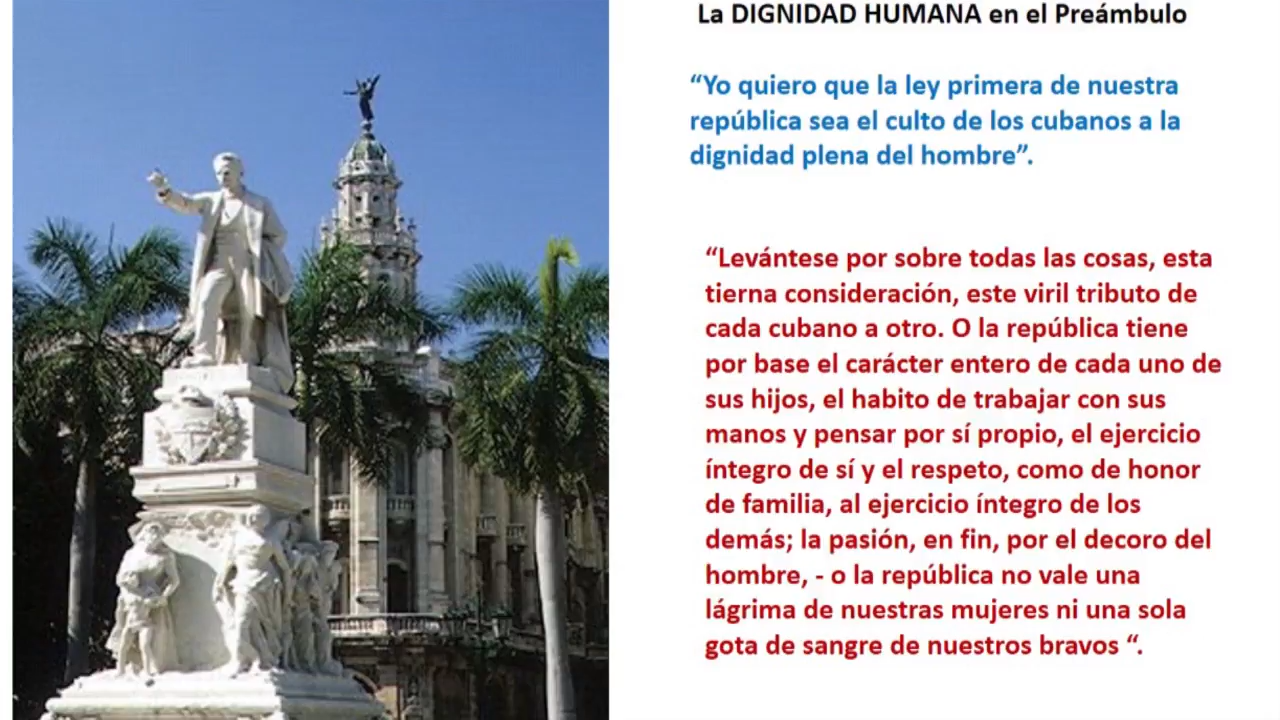 La DIGNIDAD HUMANA en el Preámbulo
“Yo quiero que la ley primera de nuestra
república sea el culto de los cubanos a la
dignidad plena del hombre”.
“Levántese por sobre todas las cosas, esta
tierna consideración, este viril tributo de
cada cubano a otro. O la república tiene
por base el carácter entero de cada uno de
sus hijos, el habito de trabajar con sus
manos y pensar por sí propio, el ejercicio
íntegro de sí y el respeto, como de honor
de familia, al ejercicio íntegro de los
demás; la pasión, en fin, por el decoro del
hombre, - o la república no vale una
lágrima de nuestras mujeres ni una sola
gota de sangre de nuestros bravos “.